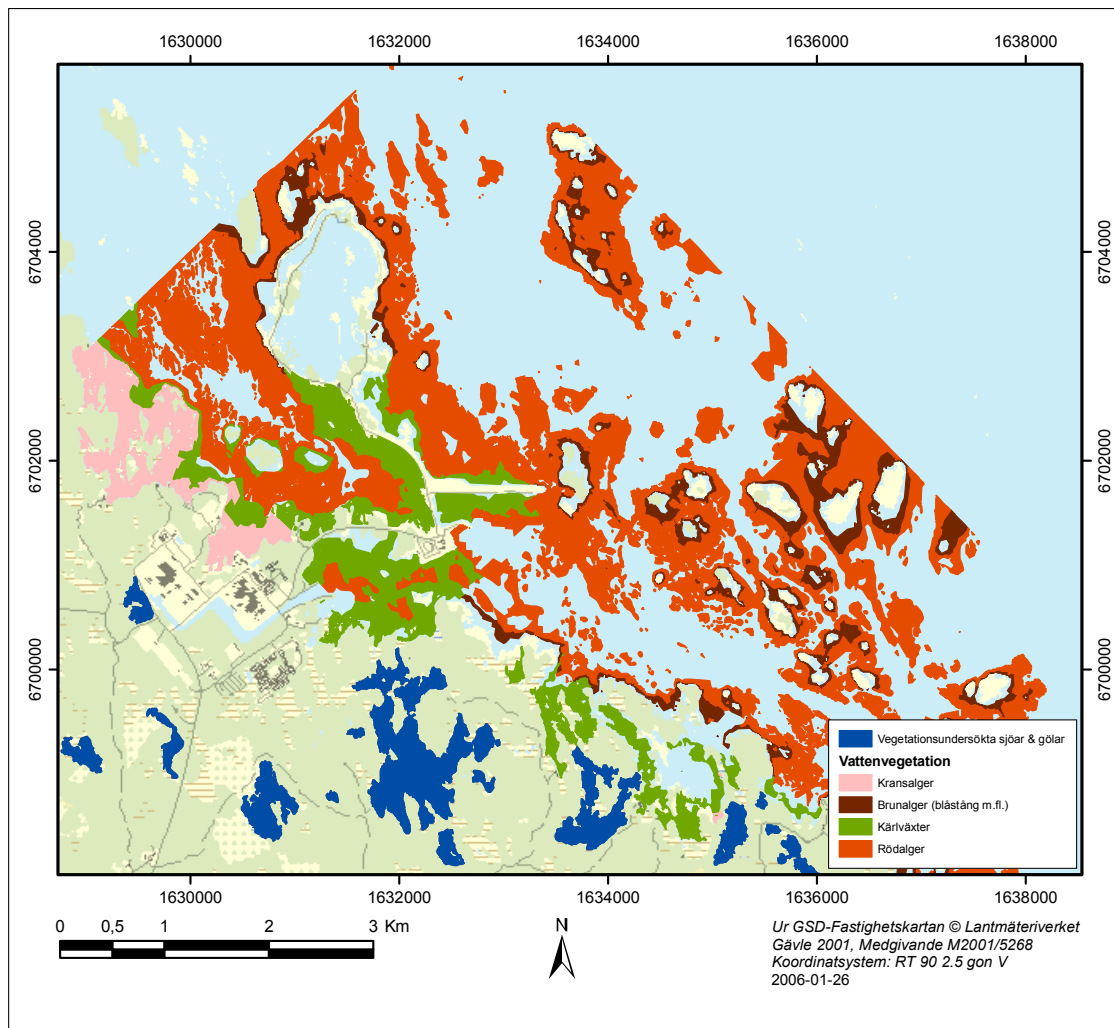 1630000 1632000 1634000 1636000 1638000
6704000 6704000
6702000 6702000
6700000 6700000
Vegetationsundersökta sjöar & gölar
Vattenvegetation
Kransalger
Brunalger (blåstång m.fl.)
Kärlväxter
Rödalger
1630000 1632000 1634000 1636000 1638000
0 0,5 1 2 3 Km
N
Ur GSD-Fastighetskartan © Lantmäteriverket
Gävle 2001, Medgivande M2001/5268
Koordinatsystem: RT 90 2.5 gon V
2006-01-26